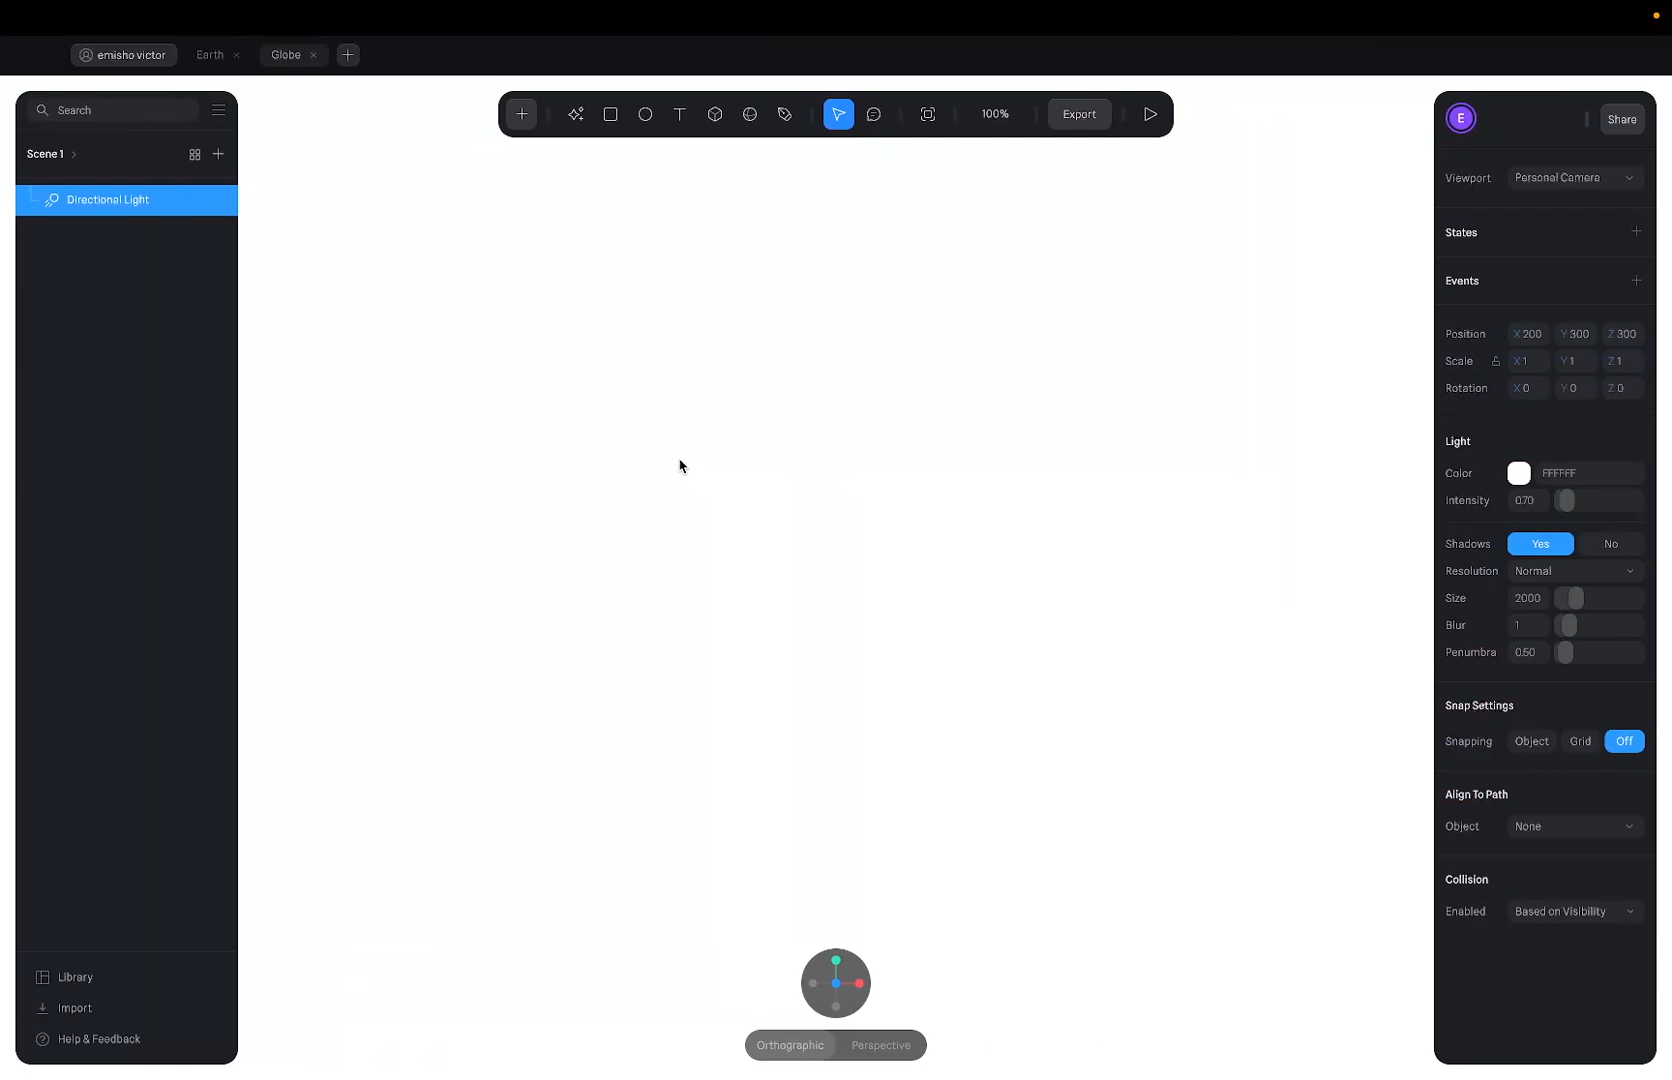 emisho victor
Earth
Globe
Search
Scene 1
Directional Light
100%
Export
E
Share
Viewport Personal Camera
States
Events
Position X 200 Y 300 Z 300
Scale X 1 Y 1 Z 1
Rotation X 0 Y 0 Z 0
Light
Color FFFFFF
Intensity 0.70
Shadows Yes No
Resolution Normal
Size 2000
Blur 1
Penumbra 0.50
Snap Settings
Snapping Object Grid Off
Align To Path
Object None
Collision
Enabled Based on Visibility
Library
Import
Help & Feedback
Orthographic Perspective